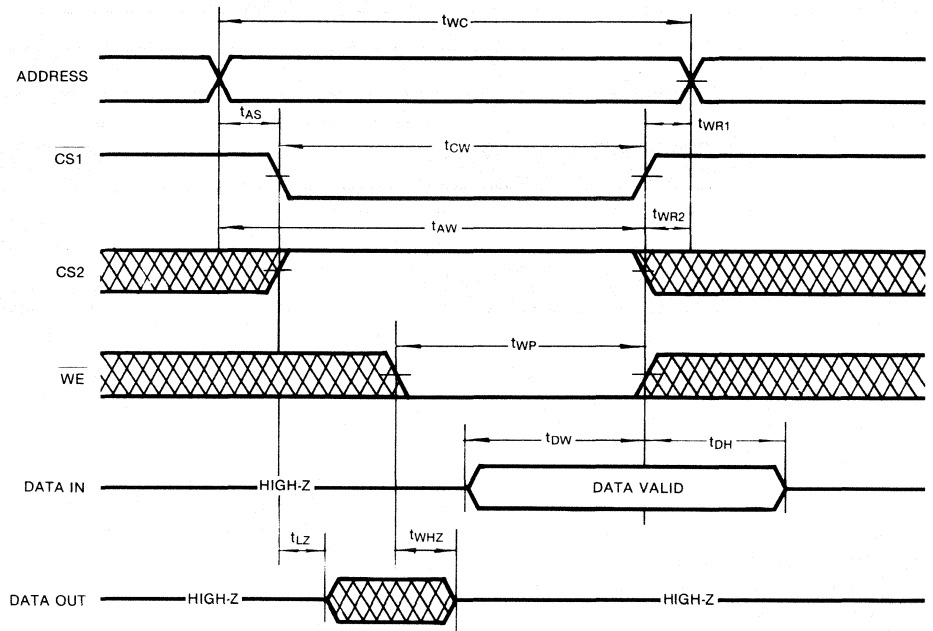 tWC
ADDRESS
tAS
tWR1
CS1
tCW
tWR2
tAW
CS2
tWP
WE
tDW
tDH
DATA IN
HIGH-Z
DATA VALID
tLZ
tWHZ
DATA OUT
HIGH-Z
HIGH-Z